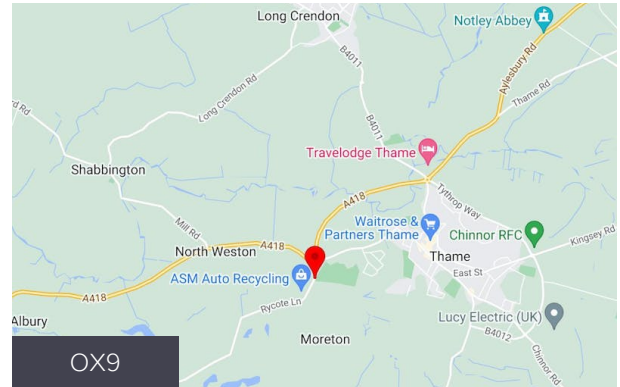 Long Crendon
Notley Abbey
B4011
Aylesbury Rd
Long Crendon Rd
Thame Rd
rd Rd
B4011
Travelodge Thame
Shabbington
A418
Tythrop Way
Mill Rd
Waitrose &
Partners Thame
Chinnor RFC
North Weston
A418
Kingsey Rd
Thame
ASM Auto Recycling
East St
A418
Rycote Ln
Lucy Electric (UK)
Albury
B4012
Moreton
Chinnor Rd
OX9